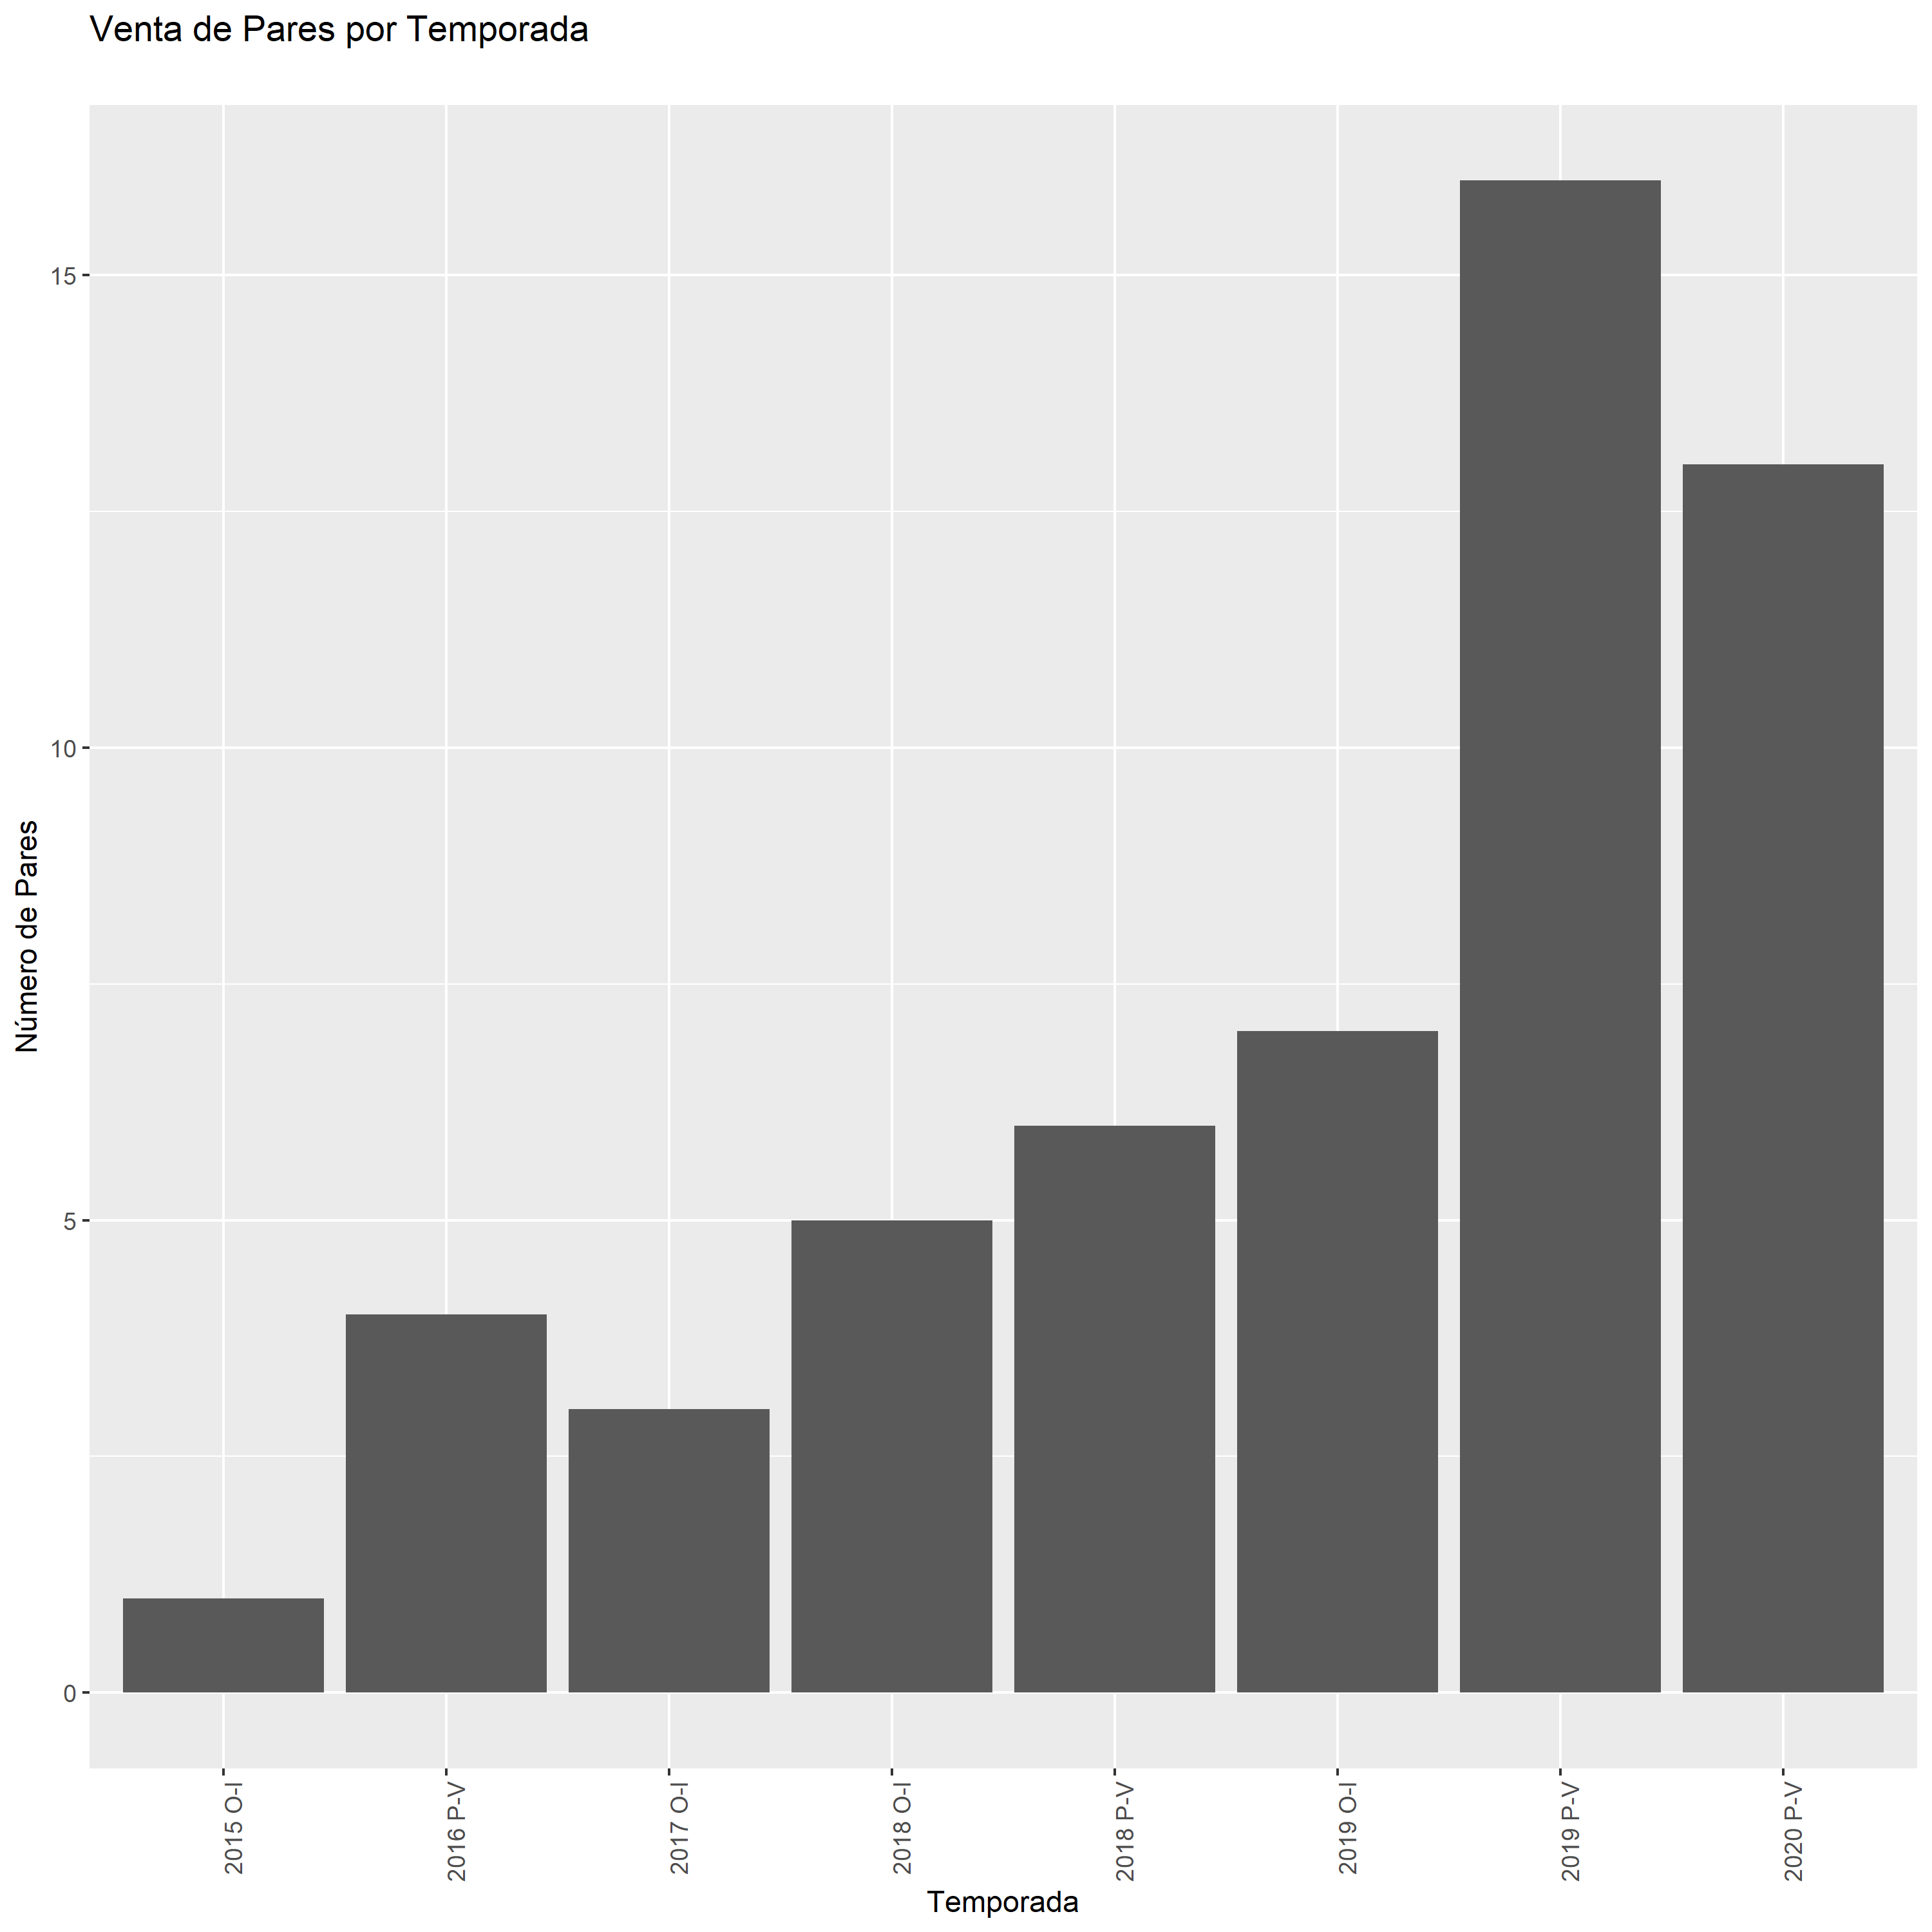 Venta de Pares por Temporada
Número de Pares
15
10
5
0
2015 O-I
2016 P-V
2017 O-I
2018 O-I
2018 P-V
2019 O-I
2019 P-V
2020 P-V
Temporada